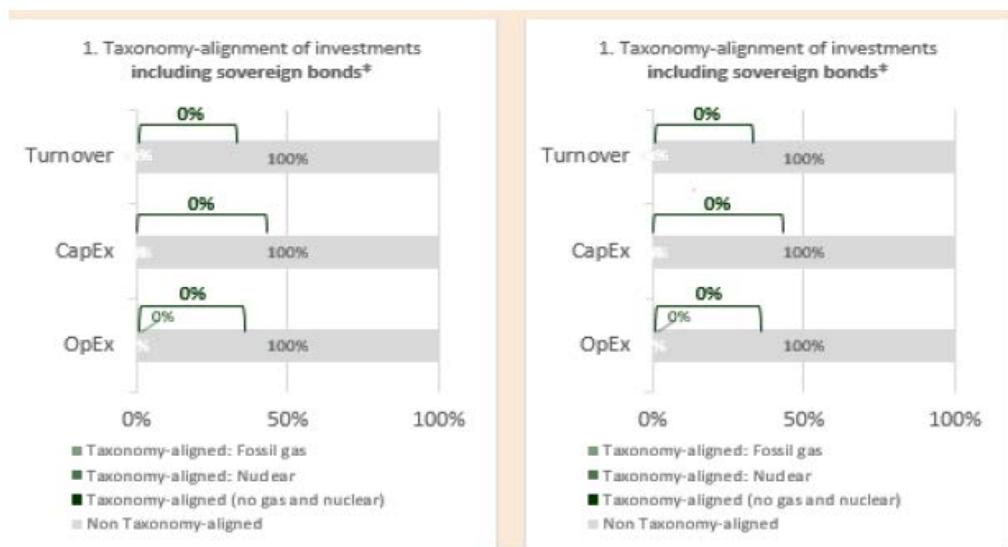 1. Taxonomy-alignment of investments
including sovereign bonds*
0%
Turnover
100%
0%
CapEx
100%
0%
0%
OpEx
%
100%
0%
50%
100%
Taxonomy-aligned: Fossil gas
Taxonomy-aligned: Nuclear
Taxonomy-aligned (no gas and nuclear)
Non Taxonomy-aligned
1. Taxonomy-alignment of investments
including sovereign bonds*
0%
Turnover
100%
0%
CapEx
100%
0%
0%
OpEx
%
100%
0%
50%
100%
Taxonomy-aligned: Fossil gas
Taxonomy-aligned: Nuclear
Taxonomy-aligned (no gas and nuclear)
Non Taxonomy-aligned